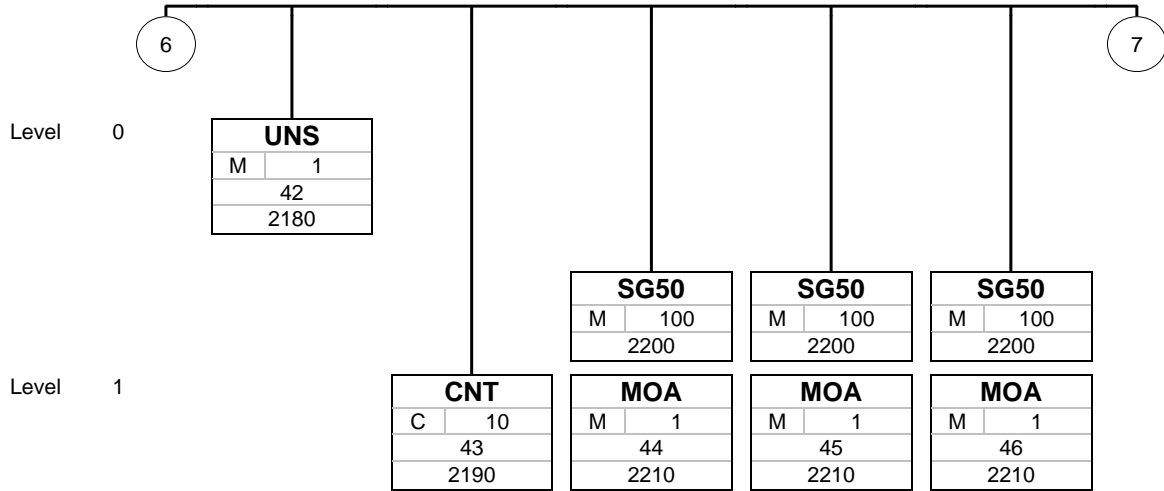 6 7
Level 0
UNS
M 1
42
2180
SG50 SG50 SG50
M 100 M 100 M 100
2200 2200 2200
Level 1
CNT MOA MOA MOA
C 10 M 1 M 1 M 1
43 44 45 46
2190 2210 2210 2210